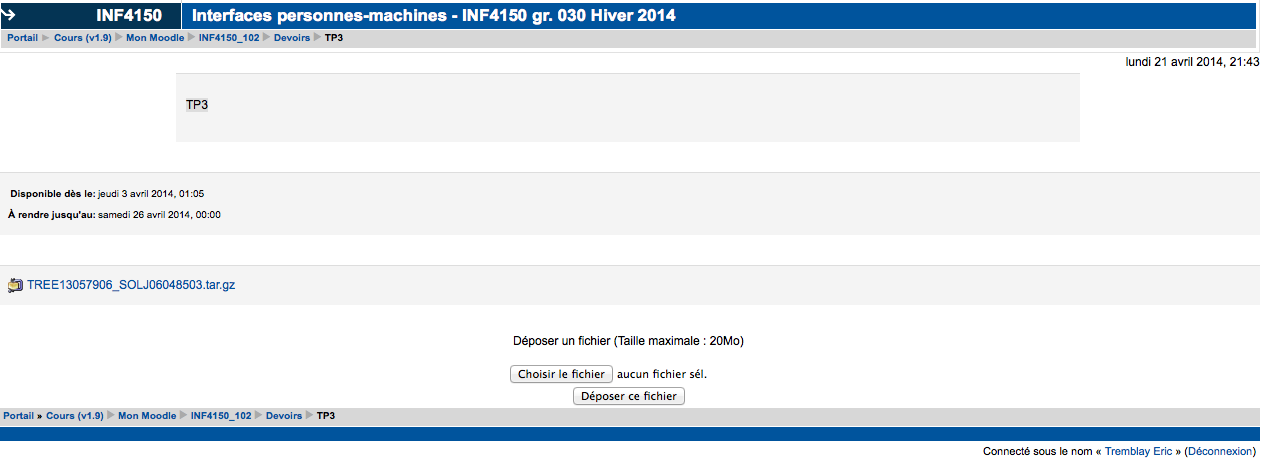 INF4150 Interfaces personnes-machines - INF4150 gr. 030 Hiver 2014
Portail Cours (v1.9) Mon Moodle INF4150_102 Devoirs TP3
lundi 21 avril 2014, 21:43
TP3
Disponible dès le: jeudi 3 avril 2014, 01:05
À rendre jusqu'au: samedi 26 avril 2014, 00:00
TREE13057906_SOLJ06048503.tar.gz
Déposer un fichier (Taille maximale : 20Mo)
Choisir le fichier aucun fichier sél.
Déposer ce fichier
Portail » Cours (v1.9) Mon Moodle INF4150_102 Devoirs TP3
Connecté sous le nom « Tremblay Eric » (Déconnexion)